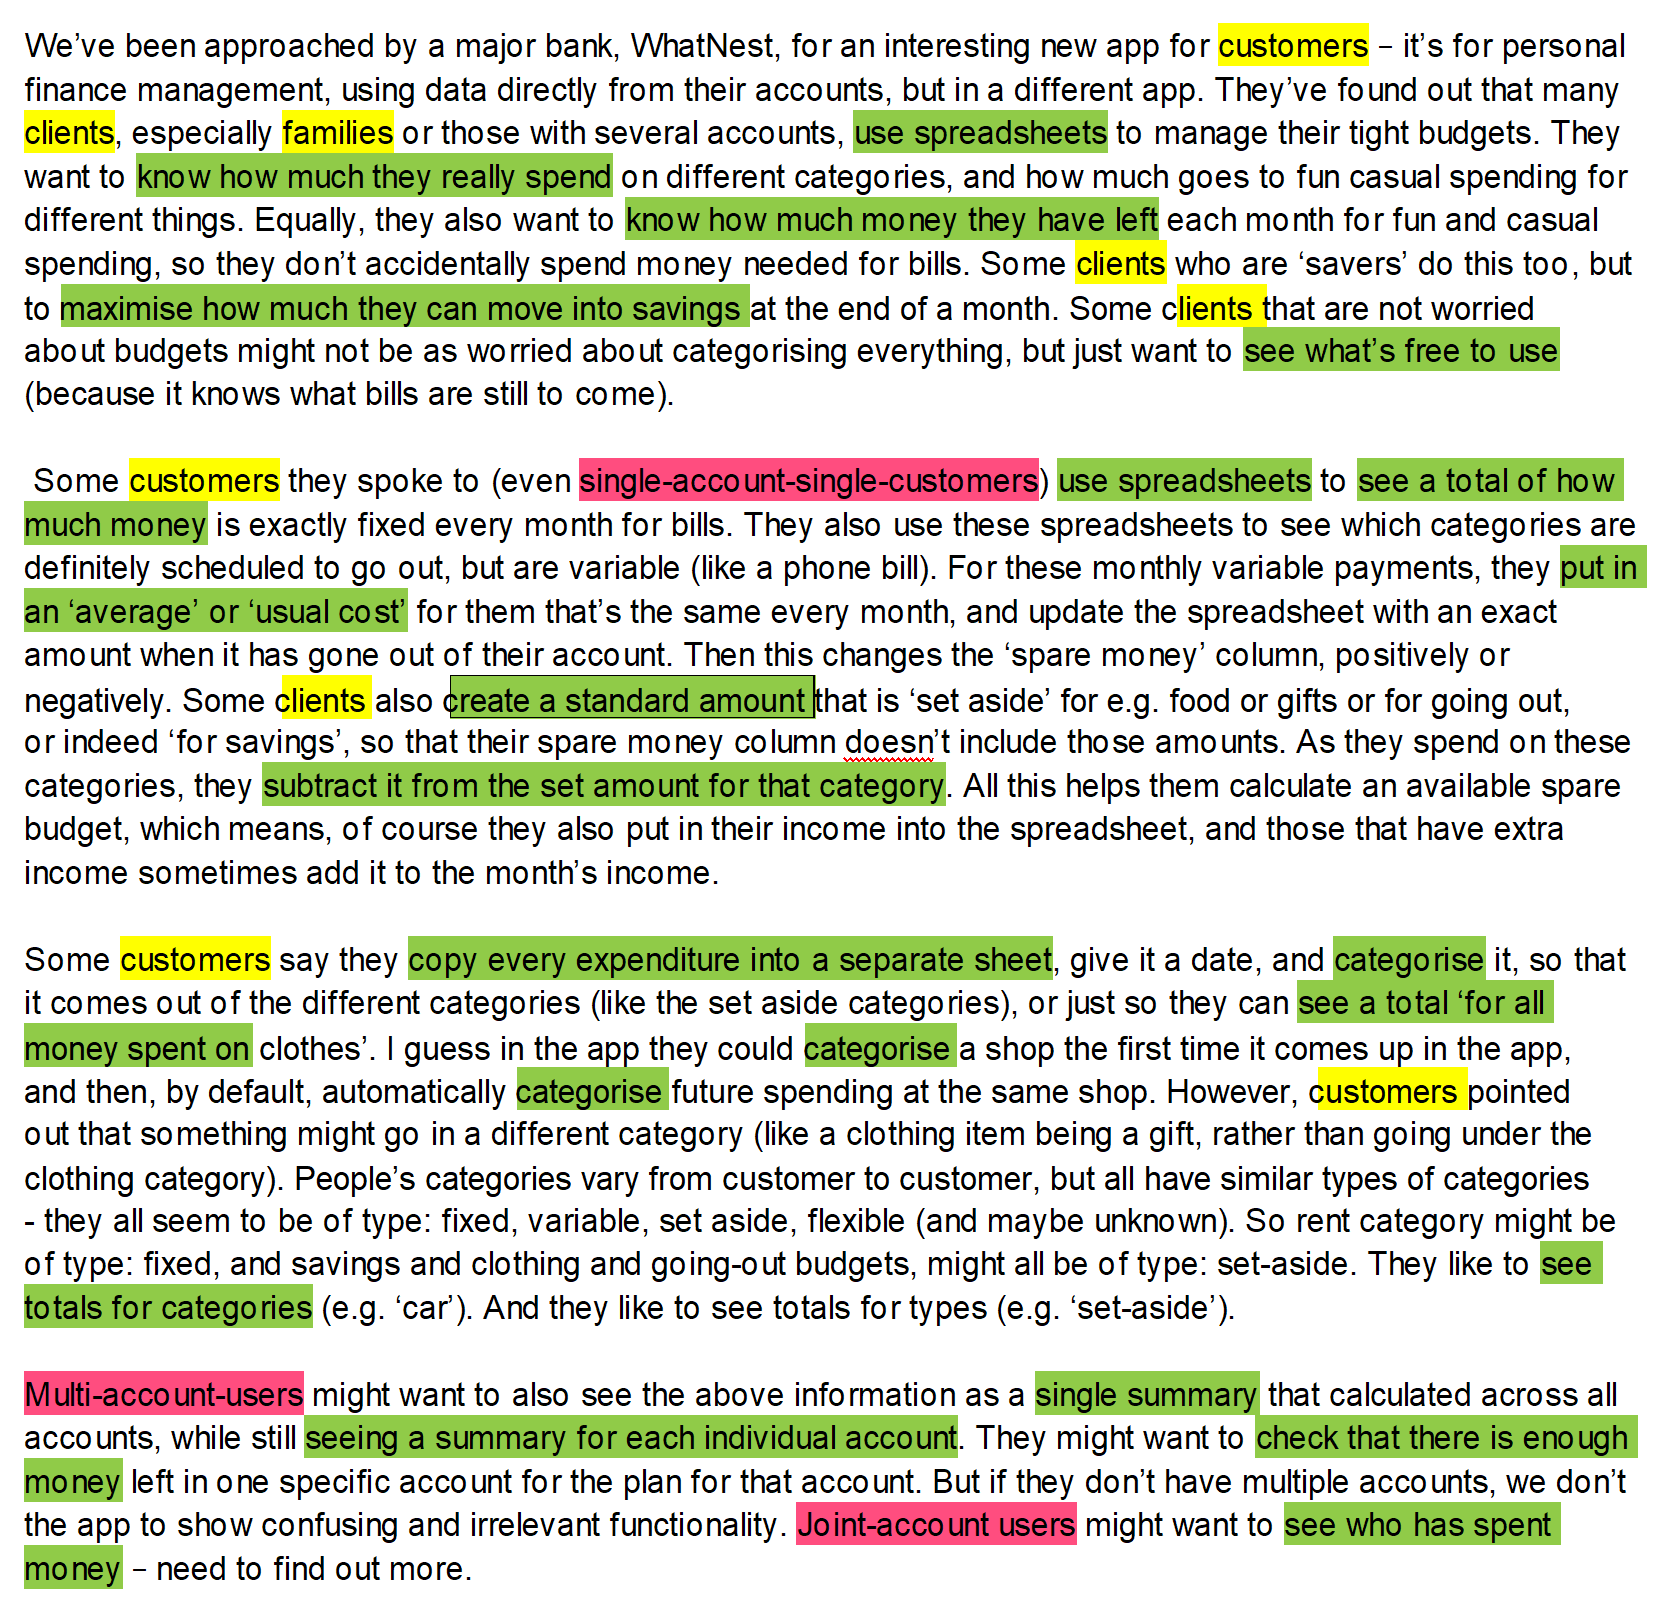 We’ve been approached by a major bank, WhatNest, for an interesting new app for customers – it’s for personal
finance management, using data directly from their accounts, but in a different app. They’ve found out that many
clients, especially families or those with several accounts, use spreadsheets to manage their tight budgets. They
want to know how much they really spend on different categories, and how much goes to fun casual spending for
different things. Equally, they also want to know how much money they have left each month for fun and casual
spending, so they don’t accidentally spend money needed for bills. Some clients who are ‘savers’ do this too, but
to maximise how much they can move into savings at the end of a month. Some clients that are not worried
about budgets might not be as worried about categorising everything, but just want to see what’s free to use
(because it knows what bills are still to come).
Some customers they spoke to (even single-account-single-customers) use spreadsheets to see a total of how
much money is exactly fixed every month for bills. They also use these spreadsheets to see which categories are
definitely scheduled to go out, but are variable (like a phone bill). For these monthly variable payments, they put in
an ‘average’ or ‘usual cost’ for them that’s the same every month, and update the spreadsheet with an exact
amount when it has gone out of their account. Then this changes the ‘spare money’ column, positively or
negatively. Some clients also create a standard amount that is ‘set aside’ for e.g. food or gifts or for going out,
or indeed ‘for savings’, so that their spare money column doesn’t include those amounts. As they spend on these
categories, they subtract it from the set amount for that category. All this helps them calculate an available spare
budget, which means, of course they also put in their income into the spreadsheet, and those that have extra
income sometimes add it to the month’s income.
Some customers say they copy every expenditure into a separate sheet, give it a date, and categorise it, so that
it comes out of the different categories (like the set aside categories), or just so they can see a total ‘for all
money spent on clothes’. I guess in the app they could categorise a shop the first time it comes up in the app,
and then, by default, automatically categorise future spending at the same shop. However, customers pointed
out that something might go in a different category (like a clothing item being a gift, rather than going under the
clothing category). People’s categories vary from customer to customer, but all have similar types of categories
- they all seem to be of type: fixed, variable, set aside, flexible (and maybe unknown). So rent category might be
of type: fixed, and savings and clothing and going-out budgets, might all be of type: set-aside. They like to see
totals for categories (e.g. ‘car’). And they like to see totals for types (e.g. ‘set-aside’).
Multi-account-users might want to also see the above information as a single summary that calculated across all
accounts, while still seeing a summary for each individual account. They might want to check that there is enough
money left in one specific account for the plan for that account. But if they don’t have multiple accounts, we don’t
the app to show confusing and irrelevant functionality. Joint-account users might want to see who has spent
money – need to find out more.